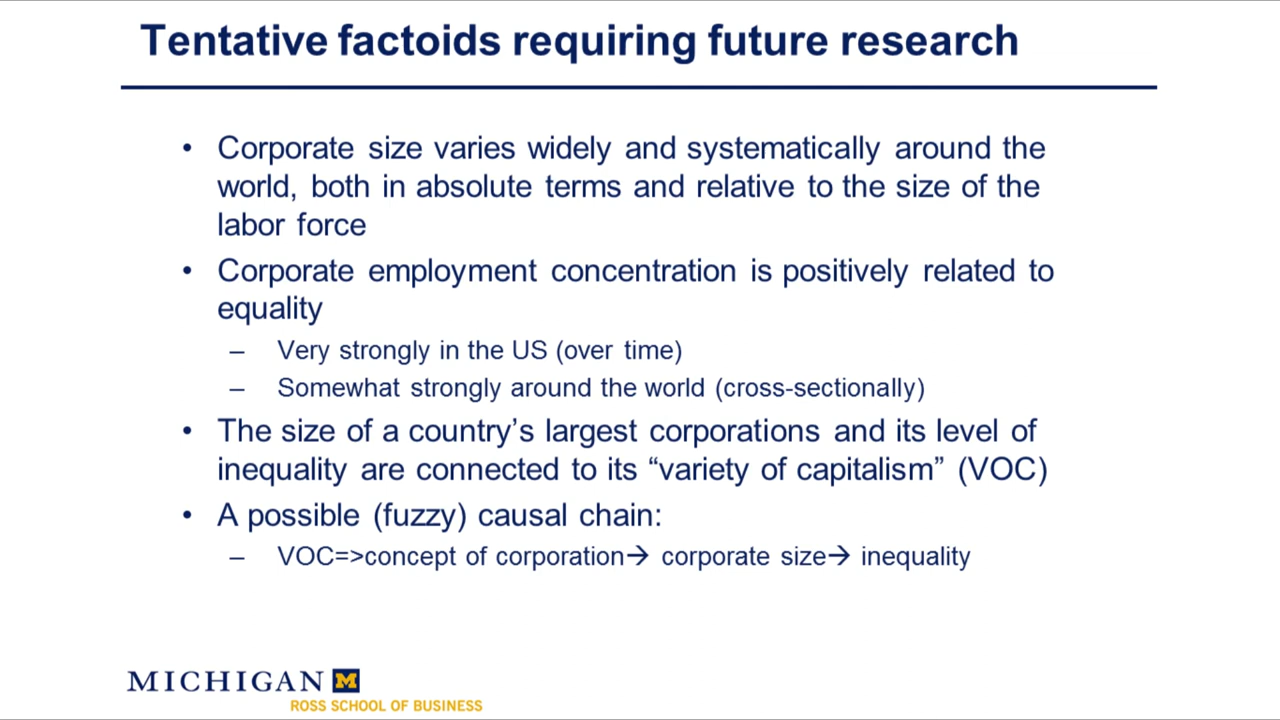 Tentative factoids requiring future research
• Corporate size varies widely and systematically around the
world, both in absolute terms and relative to the size of the
labor force
• Corporate employment concentration is positively related to
equality
– Very strongly in the US (over time)
– Somewhat strongly around the world (cross-sectionally)
• The size of a country’s largest corporations and its level of
inequality are connected to its “variety of capitalism” (VOC)
• A possible (fuzzy) causal chain:
– VOC=>concept of corporation→ corporate size→ inequality
MICHIGAN M
ROSS SCHOOL OF BUSINESS